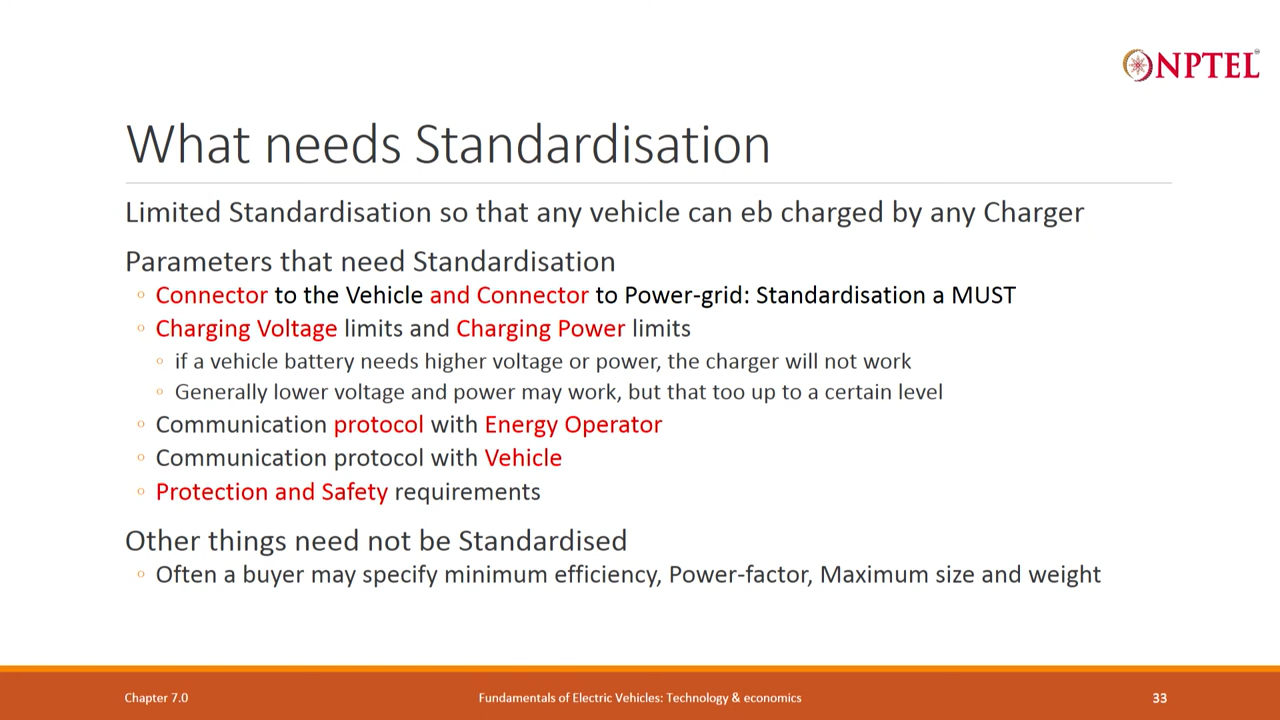 NPTEL
What needs Standardisation
Limited Standardisation so that any vehicle can eb charged by any Charger
Parameters that need Standardisation
◦ Connector to the Vehicle and Connector to Power-grid: Standardisation a MUST
◦ Charging Voltage limits and Charging Power limits
◦ if a vehicle battery needs higher voltage or power, the charger will not work
◦ Generally lower voltage and power may work, but that too up to a certain level
◦ Communication protocol with Energy Operator
◦ Communication protocol with Vehicle
◦ Protection and Safety requirements
Other things need not be Standardised
◦ Often a buyer may specify minimum efficiency, Power-factor, Maximum size and weight
Chapter 7.0 Fundamentals of Electric Vehicles: Technology & economics 33